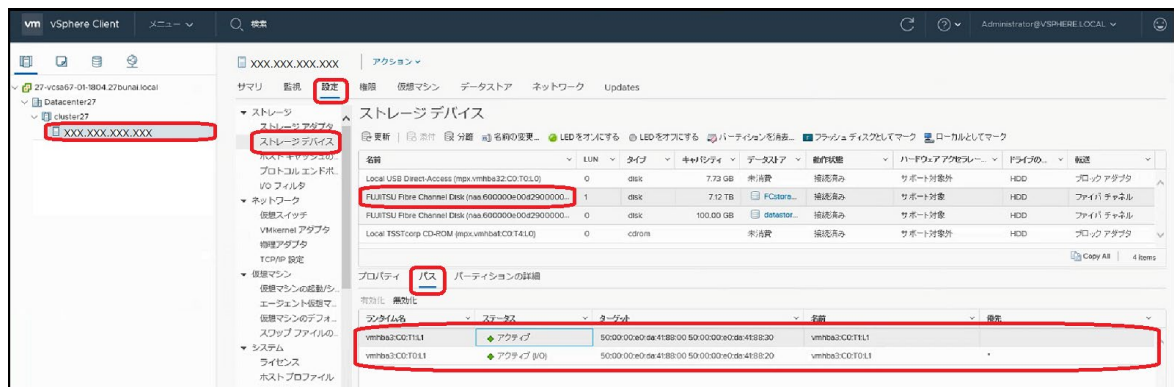 vm vSphere Client メニュー 検索 Administrator@VSPHERE.LOCAL
27-vcsa67-01-1804.27bunai.local
Datacenter27
cluster27
XXX.XXX.XXX.XXX
XXX.XXX.XXX.XXX アクション
サマリ 監視 設定 権限 仮想マシン データストア ネットワーク Updates
ストレージ
ストレージ アダプタ
ストレージ デバイス
ホスト キャッシュの...
プロトコル エンドポ..
I/O フィルタ
ネットワーク
仮想スイッチ
VMkernel アダプタ
物理アダプタ
TCP/IP 設定
仮想マシン
仮想マシンの起動/シ..
エージェント仮想マ...
仮想マシンのデフォ...
スワップ ファイルの..
システム
ライセンス
ホスト プロファイル
ストレージ デバイス
更新 添付 分離 名前の変更... LED をオンにする LED をオフにする パーティションを消去... フラッシュ ディスクとしてマーク ローカルとしてマーク
名前 LUN タイプ キャパシティ データストア 動作状態 ハードウェア アクセラレー... ドライブの... 転送
Local USB Direct-Access (mpx.vmhba32:C0:T0:L0) 0 disk 7.73 GB 未消費 接続済み サポート対象外 HDD ブロック アダプタ
FUJITSU Fibre Channel Disk (naa.600000e00d2900000... 1 disk 7.12 TB FCstora... 接続済み サポート対象 HDD ファイバ チャネル
FUJITSU Fibre Channel Disk (naa.600000e00d2900000... 0 disk 100.00 GB datastor... 接続済み サポート対象 HDD ファイバ チャネル
Local TSSTcorp CD-ROM (mpx.vmhba1:C0:T4:L0) 0 cdrom 未消費 接続済み サポート対象外 HDD ブロック アダプタ
Copy All 4 items
プロパティ パス パーティションの詳細
有効化 無効化
ランタイム名 ステータス ターゲット 名前 優先
vmhba3:C0:T1:L1 アクティブ 50:00:00:e0:da:41:88:00 50:00:00:e0:da:41:88:30 vmhba3:C0:T1:L1
vmhba3:C0:T0:L1 アクティブ (I/O) 50:00:00:e0:da:41:88:00 50:00:00:e0:da:41:88:20 vmhba3:C0:T0:L1 *